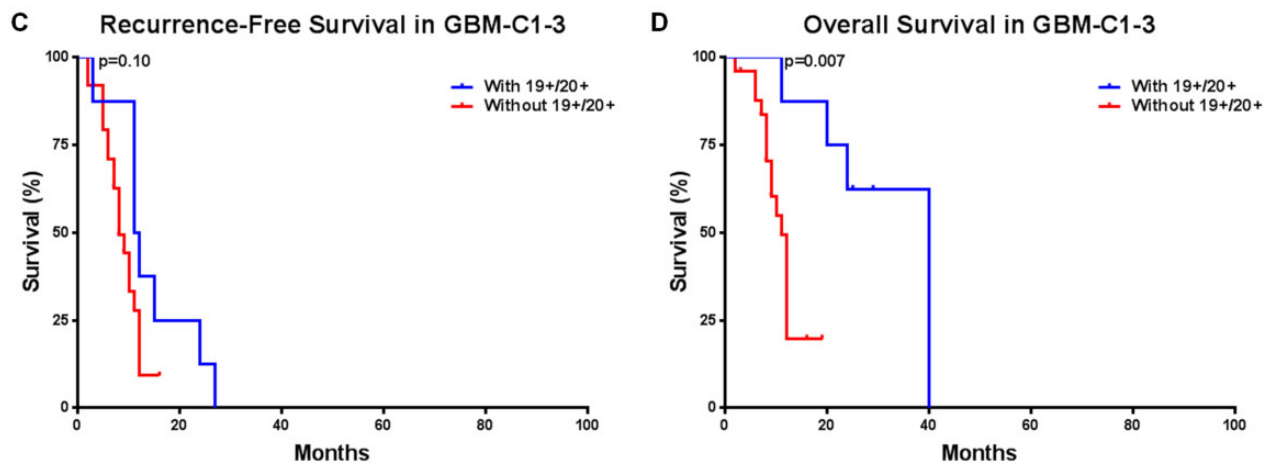 C Recurrence-Free Survival in GBM-C1-3
100
p=0.10
With 19+/20+
Without 19+/20+
75
50
25
0
Survival (%)
0 20 40 60 80 100
Months
D Overall Survival in GBM-C1-3
100
p=0.007
With 19+/20+
Without 19+/20+
75
50
25
0
Survival (%)
0 20 40 60 80 100
Months